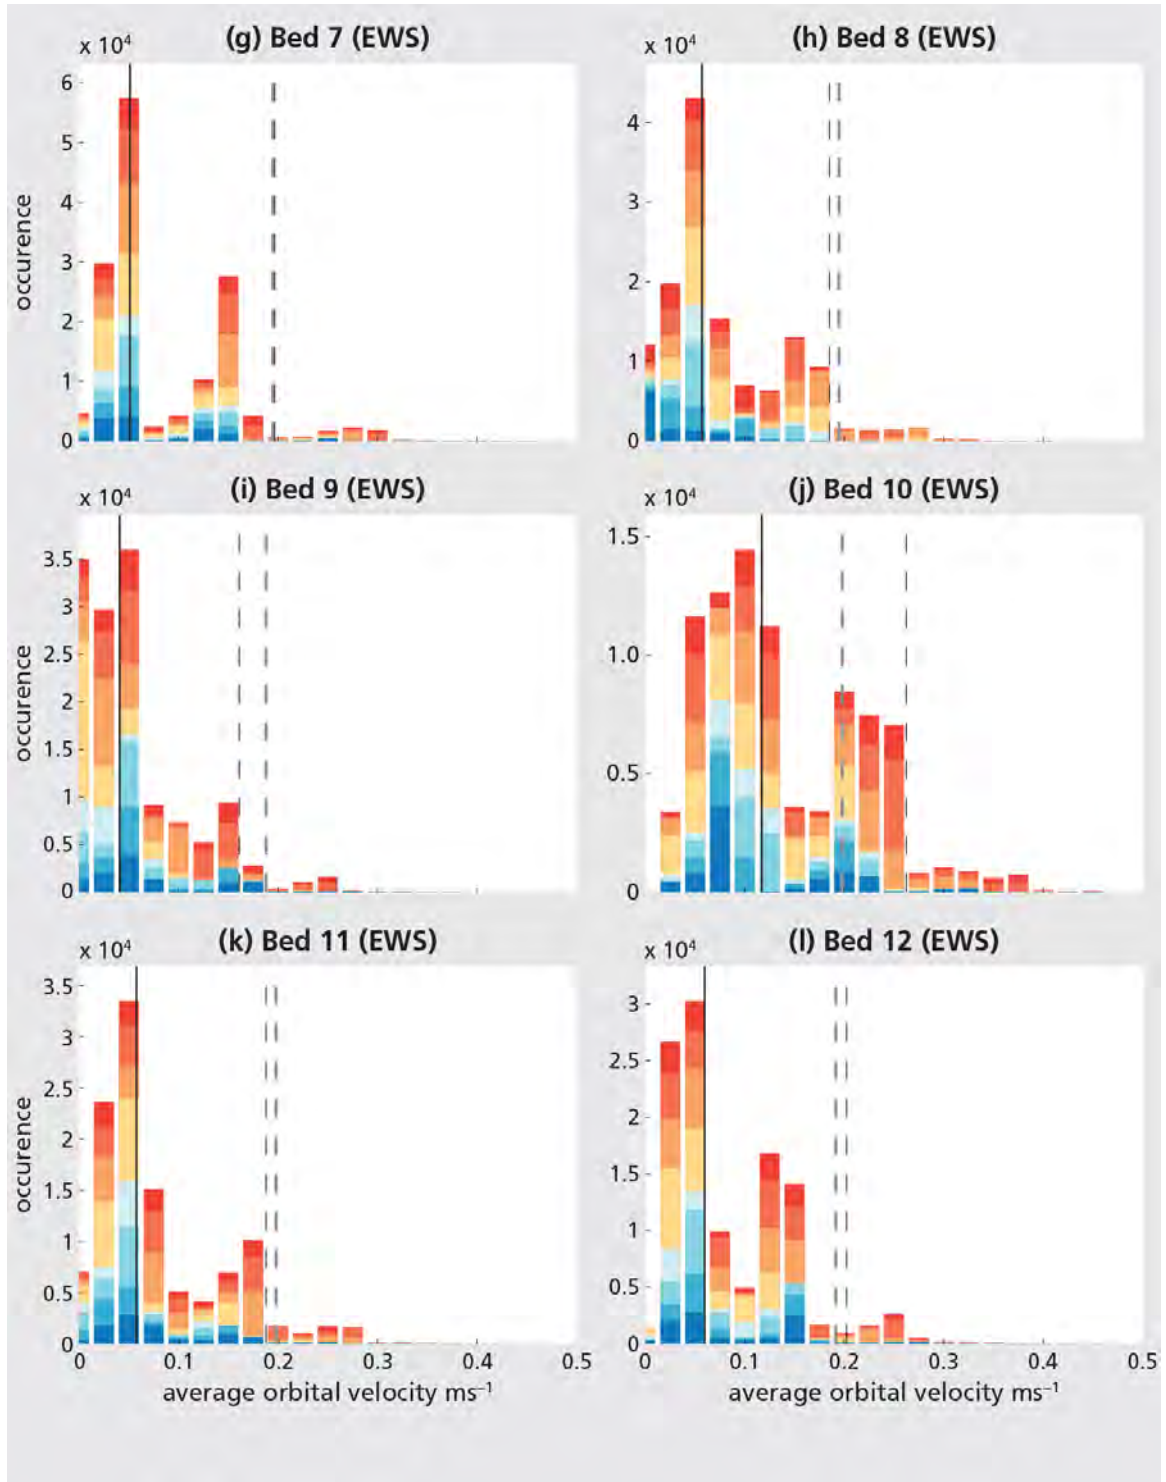 (g) Bed 7 (EWS)
x 10⁴
6
5
4
3
2
1
0
occurence
0.2
0.4
(h) Bed 8 (EWS)
x 10⁴
4
3
2
1
0
0.4
(i) Bed 9 (EWS)
x 10⁴
3.5
3
2.5
2
1.5
1
0.5
0
occurence
(j) Bed 10 (EWS)
x 10⁴
1.5
1.0
0.5
0
(k) Bed 11 (EWS)
x 10⁴
3.5
3
2.5
2
1.5
1
0.5
0
occurence
0 0.1 0.2 0.3 0.5
average orbital velocity ms⁻¹
(l) Bed 12 (EWS)
x 10⁴
3
2.5
2
1.5
1
0.5
0
0 0.1 0.2 0.3 0.4 0.5
average orbital velocity ms⁻¹